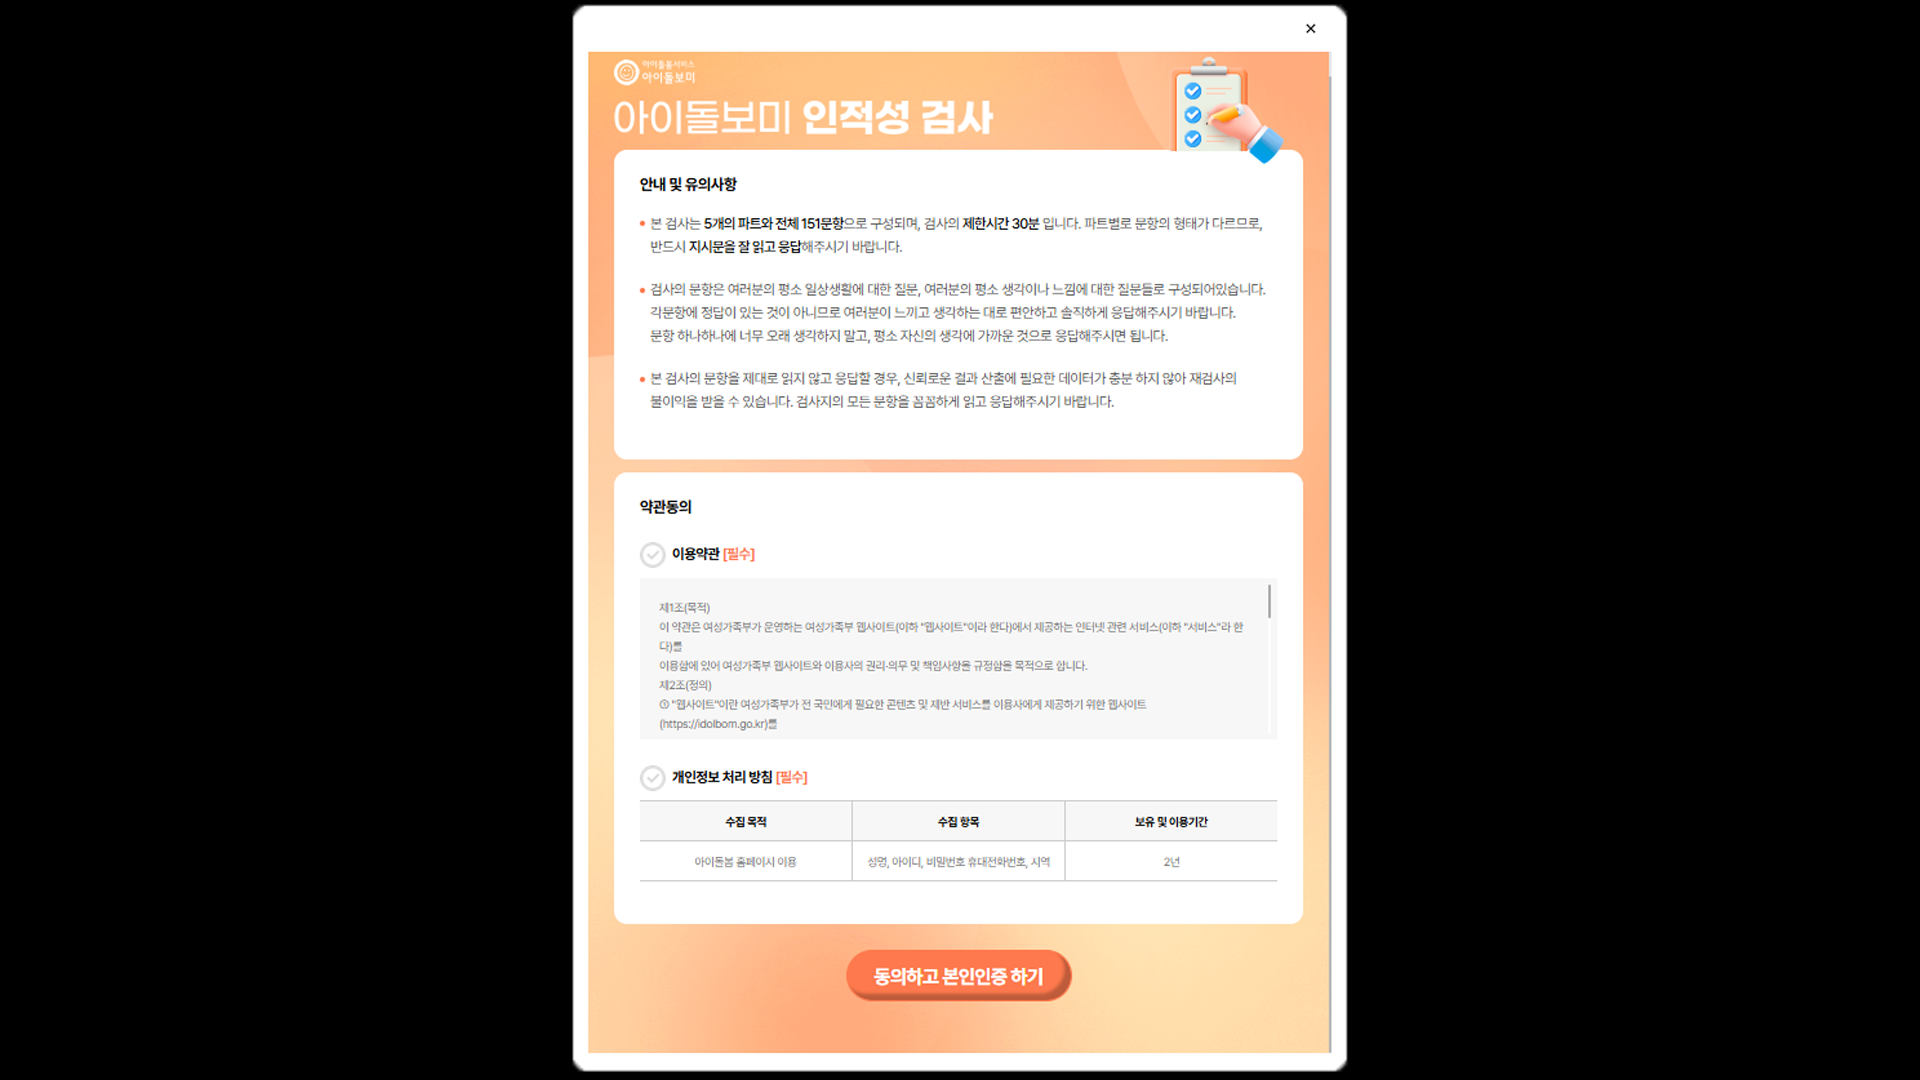 아이돌봄서비스
아이돌보미
아이돌보미 인적성 검사
안내 및 유의사항
• 본 검사는 5개의 파트와 전체 151문항으로 구성되며, 검사의 제한시간 30분 입니다. 파트별로 문항의 형태가 다르므로,
반드시 지시문을 잘 읽고 응답해주시기 바랍니다.
• 검사의 문항은 여러분의 평소 일상생활에 대한 질문, 여러분의 평소 생각이나 느낌에 대한 질문들로 구성되어있습니다.
각문항에 정답이 있는 것이 아니므로 여러분이 느끼고 생각하는 대로 편안하고 솔직하게 응답해주시기 바랍니다.
문항 하나하나에 너무 오래 생각하지 말고, 평소 자신의 생각에 가까운 것으로 응답해주시면 됩니다.
• 본 검사의 문항을 제대로 읽지 않고 응답할 경우, 신뢰로운 결과 산출에 필요한 데이터가 충분 하지 않아 재검사의
불이익을 받을 수 있습니다. 검사지의 모든 문항을 꼼꼼하게 읽고 응답해주시기 바랍니다.
약관동의
이용약관 [필수]
제1조(목적)
이 약관은 여성가족부가 운영하는 여성가족부 웹사이트(이하 "웹사이트"이라 한다)에서 제공하는 인터넷 관련 서비스(이하 "서비스"라 한
다)를
이용함에 있어 여성가족부 웹사이트와 이용사의 권리·의무 및 책임사항을 규정함을 목적으로 합니다.
제2조(정의)
① "웹사이트"이란 여성가족부가 전 국민에게 필요한 콘텐츠 및 제반 서비스를 이용자에게 제공하기 위한 웹사이트
(https://idolbom.go.kr)를
개인정보 처리 방침 [필수]
수집 목적 수집 항목 보유 및 이용기간
아이돌봄 홈페이지 이용 성명, 아이디, 비밀번호 휴대전화번호, 지역 2년
동의하고 본인인증 하기